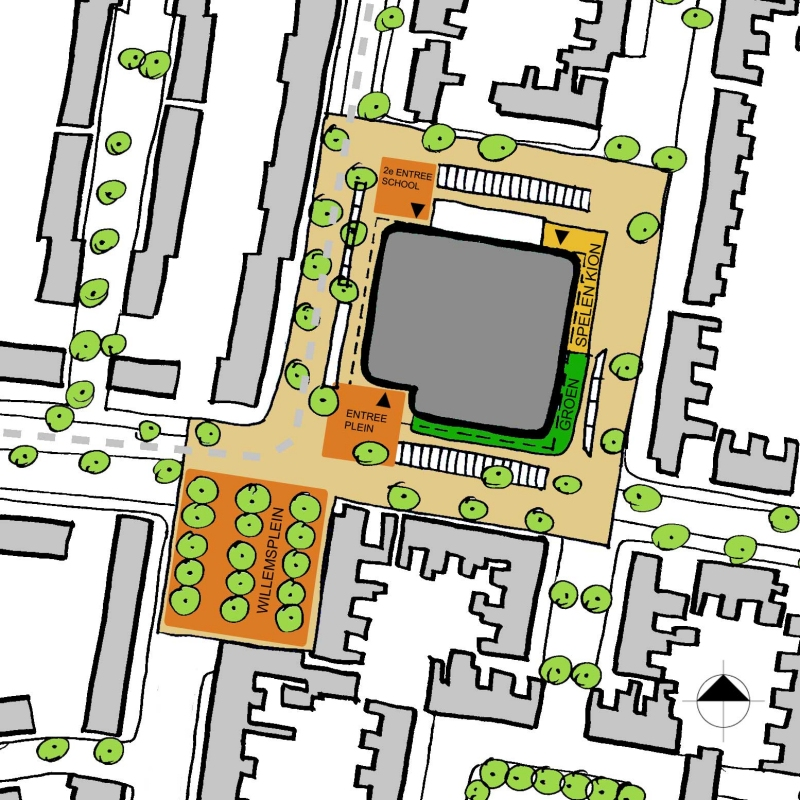 2e ENTREE
SCHOOL
SPELEN KION
GROEN
ENTREE
PLEIN
WILLEMSPLEIN